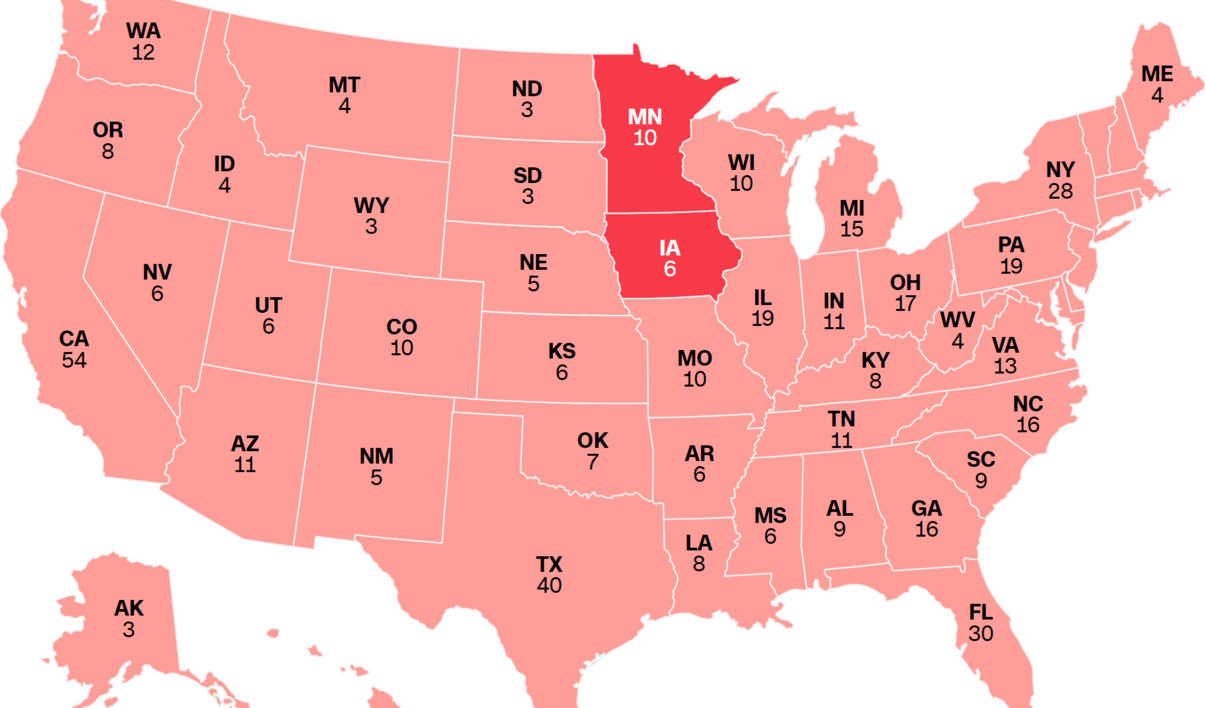 WA
12
MT
4
ND
3
MN
10
ME
4
OR
8
ID
4
SD
3
WI
10
NY
28
WY
3
MI
15
IA
6
PA
19
NV
6
NE
5
OH
17
UT
6
IL
19
IN
11
WV
4
CO
10
CA
54
VA
13
KS
6
MO
10
KY
8
NC
16
TN
11
AZ
11
OK
7
NM
5
AR
6
SC
9
MS
6
AL
9
GA
16
LA
8
TX
40
AK
3
FL
30